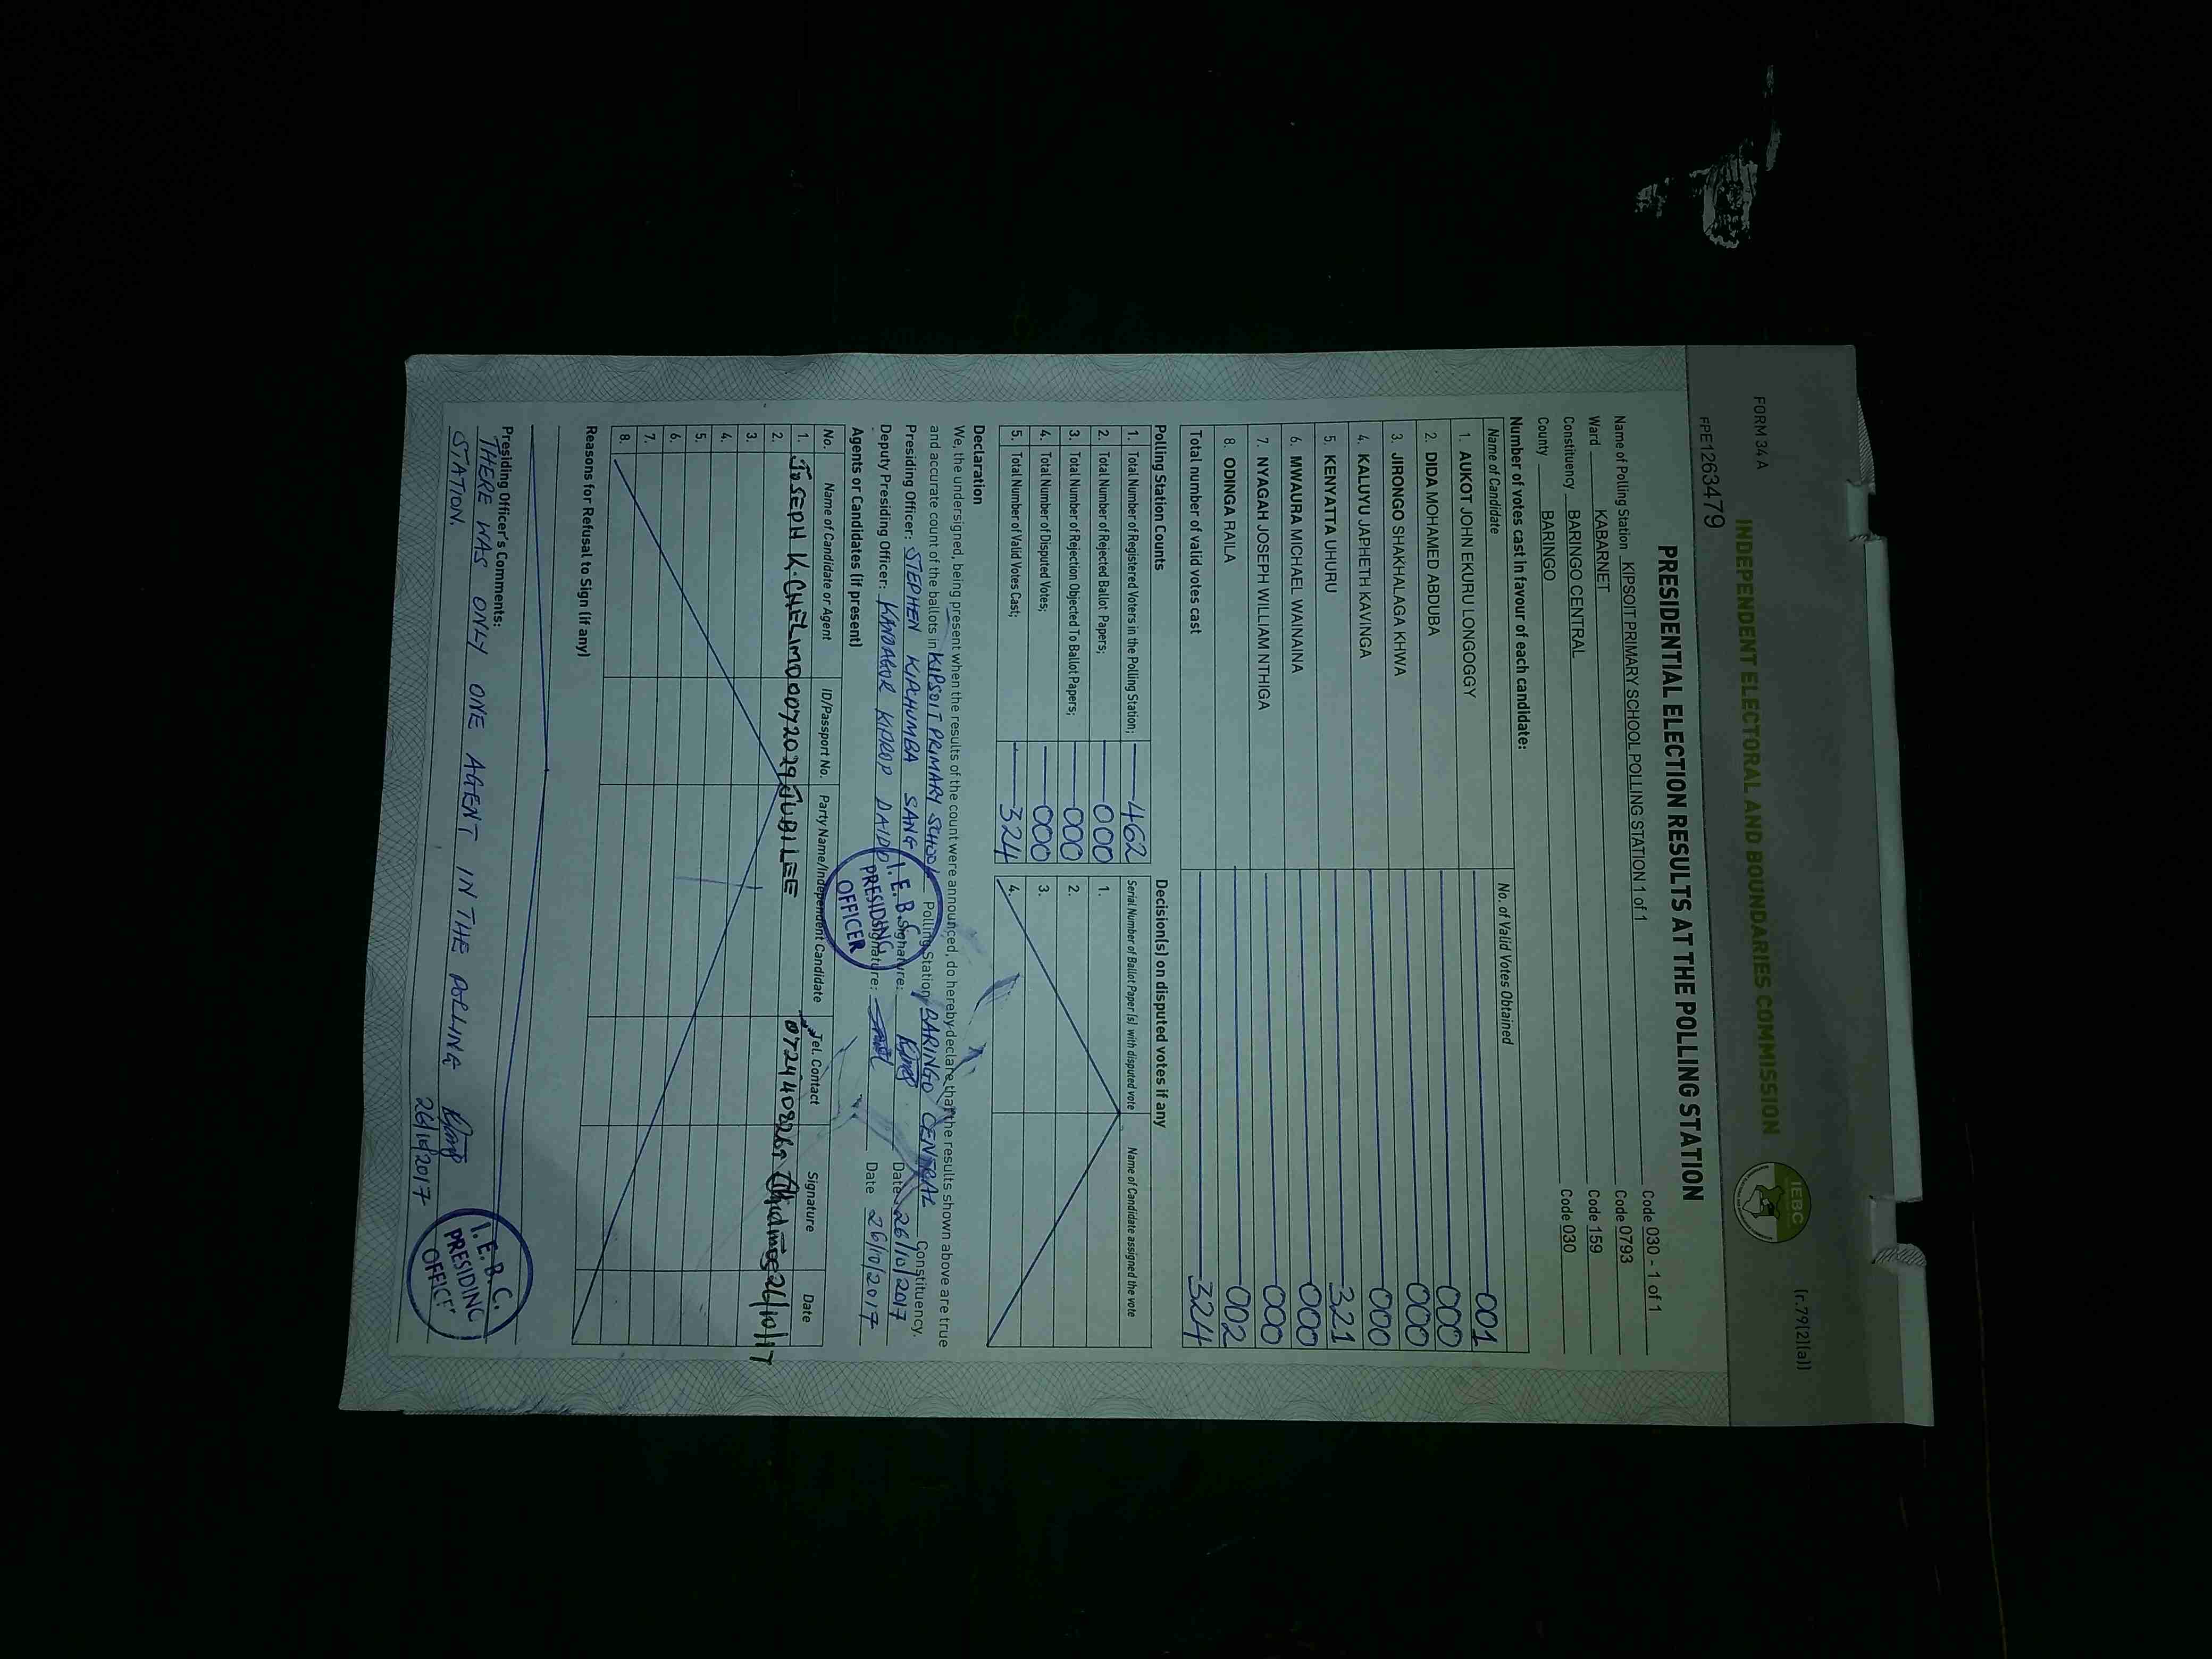 FORM 34 A
(r.79(2)(a))
INDEPENDENT ELECTORAL AND BOUNDARIES COMMISSION
IEBC
FPE1263479
PRESIDENTIAL ELECTION RESULTS AT THE POLLING STATION
Name of Polling Station KIPSOIT PRIMARY SCHOOL POLLING STATION 1 of 1 Code 030 - 1 of 1
Code 0793
Ward KABARNET Code 159
Constituency BARINGO CENTRAL Code 030
County BARINGO
Number of votes cast in favour of each candidate:
Name of Candidate No. of Valid Votes Obtained
1. AUKOT JOHN EKURU LONGOGGY 001
2. DIDA MOHAMED ABDUBA 000
3. JIRONGO SHAKHALAGA KHWA 000
4. KALUYU JAPHETH KAVINGA 000
5. KENYATTA UHURU 321
6. MWAURA MICHAEL WAINAINA 000
7. NYAGAH JOSEPH WILLIAM NTHIGA 000
8. ODINGA RAILA 002
Total number of valid votes cast 324
Polling Station Counts
1. Total Number of Registered Voters in the Polling Station; 462
2. Total Number of Rejected Ballot Papers; 000
3. Total Number of Rejection Objected To Ballot Papers; 000
4. Total Number of Disputed Votes; 000
5. Total Number of Valid Votes Cast; 324
Decision(s) on disputed votes if any
Serial Number of Ballot Paper(s) with disputed vote Name of Candidate assigned the vote
1.
2.
3.
4.
Declaration
We, the undersigned, being present when the results of the count were announced, do hereby declare that the results shown above are true
and accurate count of the ballots in KIPSOIT PRIMARY SCHOOL Polling Station BARINGO CENTRAL Constituency.
Presiding Officer: STEPHEN KIPCHUMBA SANG Signature: Date 26/10/2017
Deputy Presiding Officer: KANDAGOR KIPROP DAVID Signature: Date 26/10/2017
I.E.B.C.
PRESIDING
OFFICER
Agents or Candidates (if present)
No. Name of Candidate or Agent ID/Passport No. Party Name/Independent Candidate Tel. Contact Signature Date
1. JOSEPH K. CHELIMO 0072029 JUBILEE 26/10/17
2.
3.
4.
5.
6.
7.
8.
Reasons for Refusal to Sign (if any)
Presiding Officer's Comments:
THERE WAS ONLY ONE AGENT IN THE POLLING
STATION.
26/10/2017
I.E.B.C.
PRESIDING
OFFICER